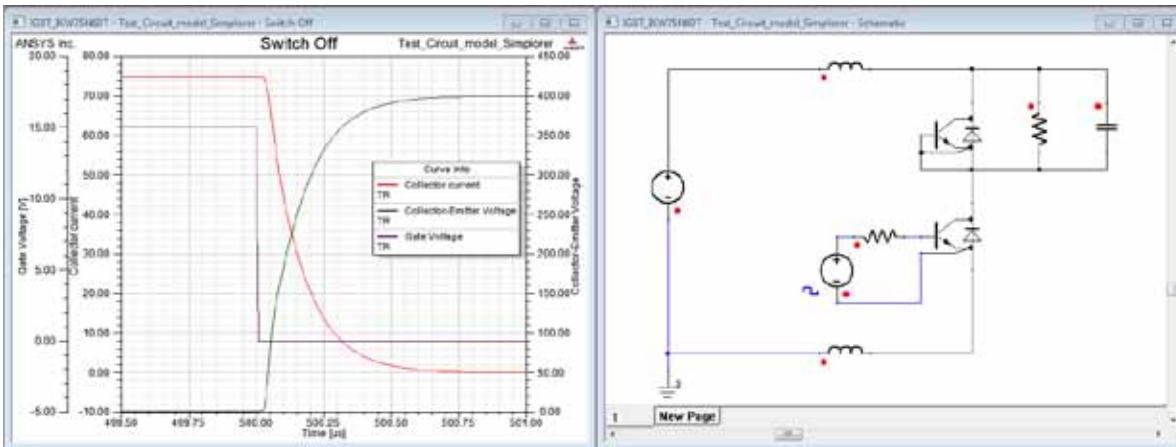 Test_Circuit_model_Simplorer - Switch Off
ANSYS Inc.
Switch Off
Test_Circuit_model_Simplorer
20.00
15.00
10.00
5.00
0.00
-5.00
Gate Voltage [V]
80.00
70.00
60.00
50.00
40.00
30.00
20.00
10.00
0.00
-10.00
Collector current
Curve Info
Collector current
TR
Collector-Emitter Voltage
TR
Gate Voltage
TR
450.00
400.00
350.00
300.00
250.00
200.00
150.00
100.00
50.00
0.00
Collector-Emitter Voltage
499.50
499.75
500.00
500.25
500.50
500.75
501.00
Time [µs]
Test_Circuit_model_Simplorer - Schematic
+
-
+
-
1
New Page